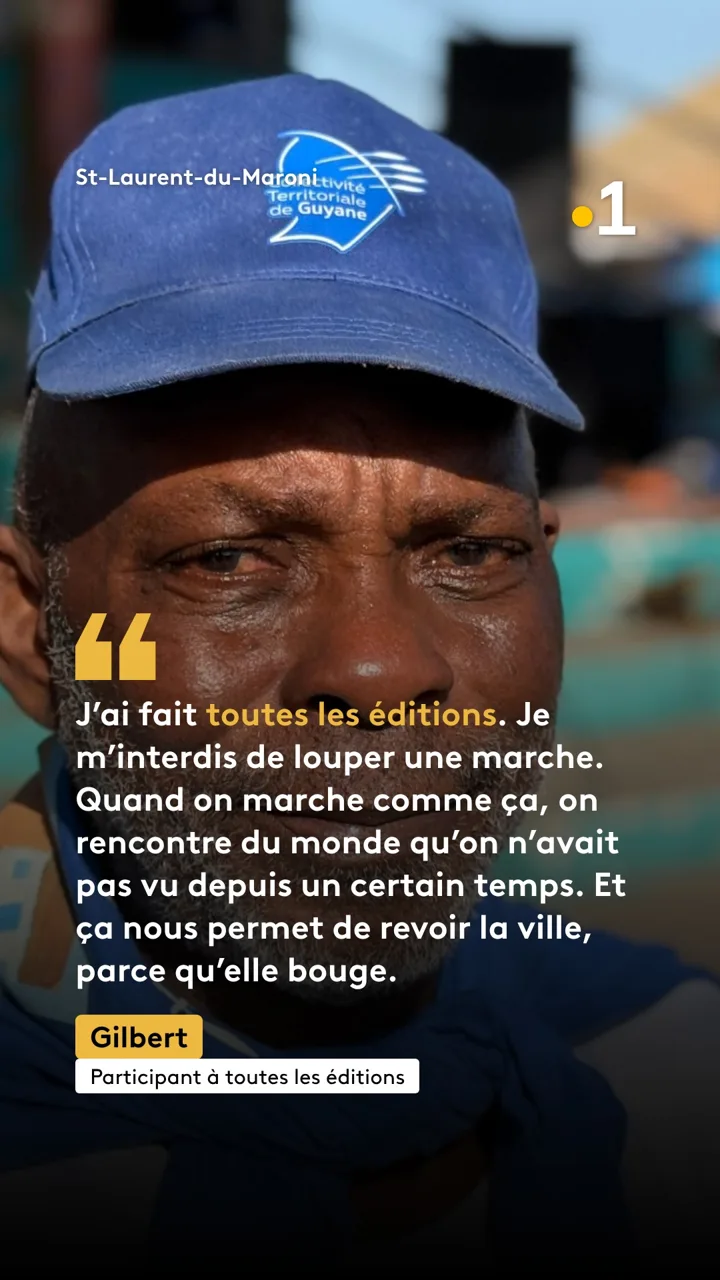 St-Laurent-du-Maroni
Collectivité
Territoriale
de Guyane
1
“
J’ai fait toutes les éditions. Je
m’interdis de louper une marche.
Quand on marche comme ça, on
rencontre du monde qu’on n’avait
pas vu depuis un certain temps. Et
ça nous permet de revoir la ville,
parce qu’elle bouge.
Gilbert
Participant à toutes les éditions